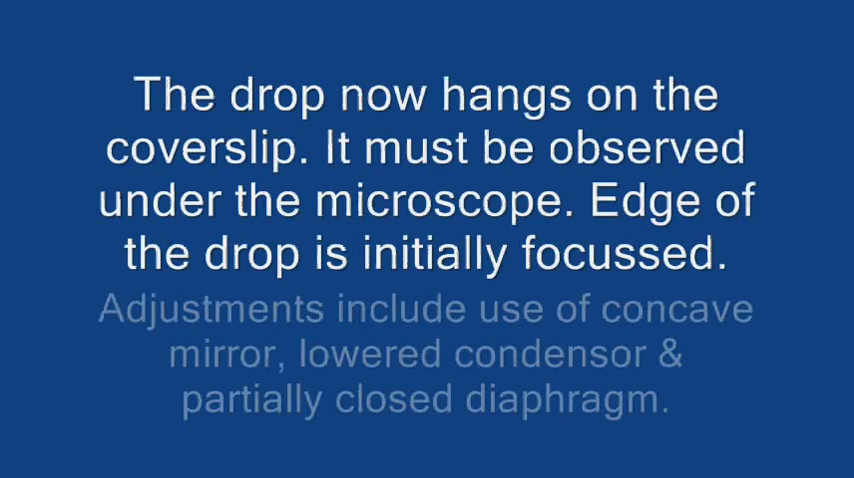 The drop now hangs on the
coverslip. It must be observed
under the microscope. Edge of
the drop is initially focussed.
Adjustments include use of concave
mirror, lowered condensor &
partially closed diaphragm.